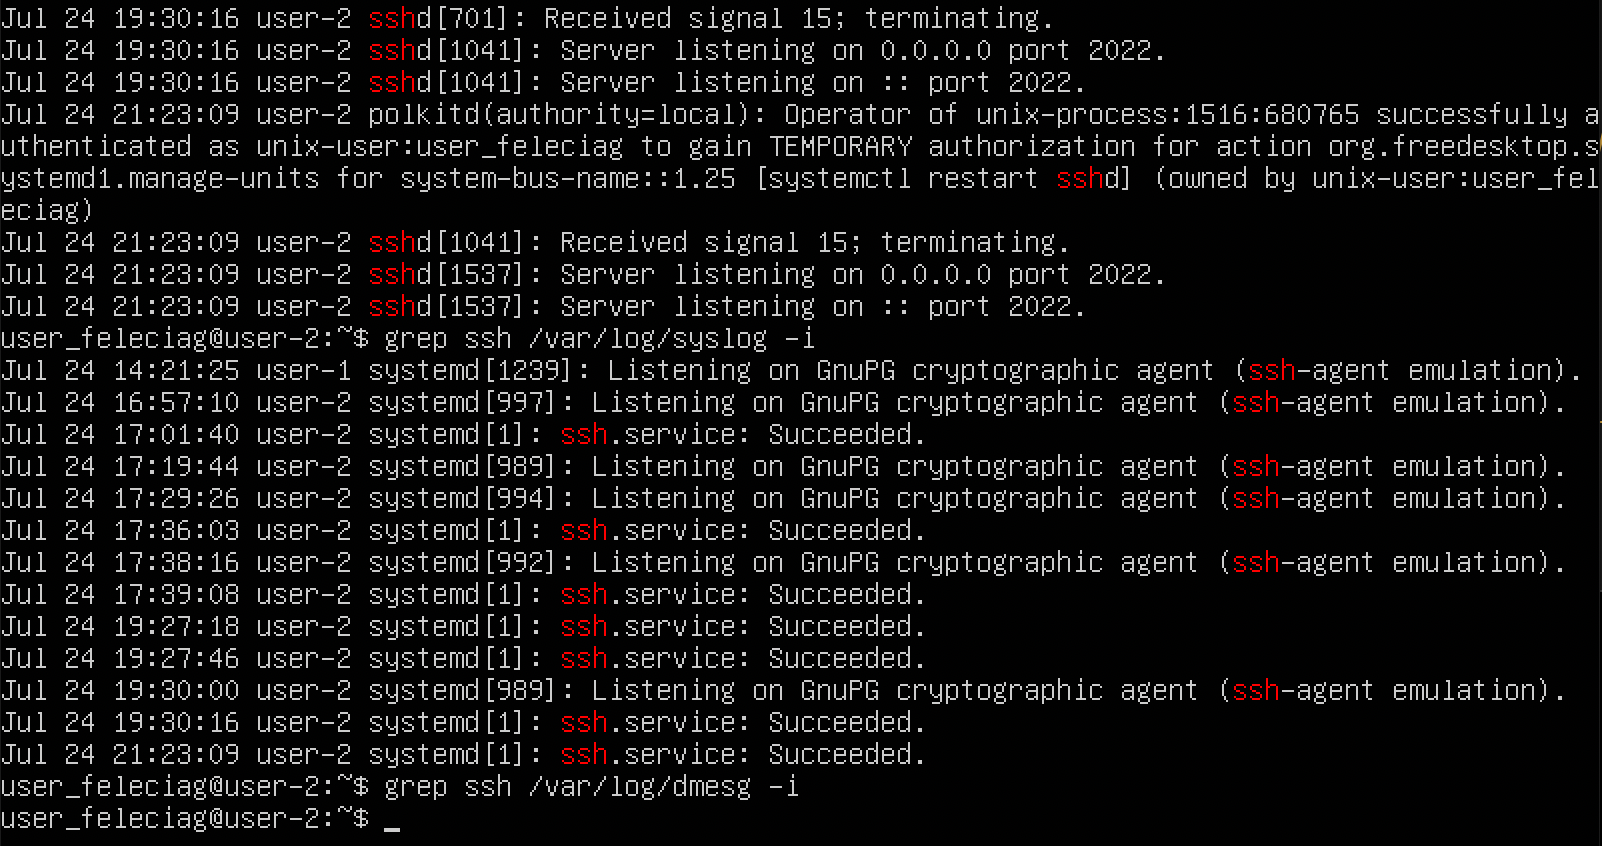 Jul 24 19:30:16 user-2 sshd[701]: Received signal 15; terminating.
Jul 24 19:30:16 user-2 sshd[1041]: Server listening on 0.0.0.0 port 2022.
Jul 24 19:30:16 user-2 sshd[1041]: Server listening on :: port 2022.
Jul 24 21:23:09 user-2 polkitd(authority=local): Operator of unix-process:1516:680765 successfully a
uthenticated as unix-user:user_feleciag to gain TEMPORARY authorization for action org.freedesktop.s
ystemd1.manage-units for system-bus-name::1.25 [systemctl restart sshd] (owned by unix-user:user_fel
eciag)
Jul 24 21:23:09 user-2 sshd[1041]: Received signal 15; terminating.
Jul 24 21:23:09 user-2 sshd[1537]: Server listening on 0.0.0.0 port 2022.
Jul 24 21:23:09 user-2 sshd[1537]: Server listening on :: port 2022.
user_feleciag@user-2:~$ grep ssh /var/log/syslog -i
Jul 24 14:21:25 user-1 systemd[1239]: Listening on GnuPG cryptographic agent (ssh-agent emulation).
Jul 24 16:57:10 user-2 systemd[997]: Listening on GnuPG cryptographic agent (ssh-agent emulation).
Jul 24 17:01:40 user-2 systemd[1]: ssh.service: Succeeded.
Jul 24 17:19:44 user-2 systemd[989]: Listening on GnuPG cryptographic agent (ssh-agent emulation).
Jul 24 17:29:26 user-2 systemd[994]: Listening on GnuPG cryptographic agent (ssh-agent emulation).
Jul 24 17:36:03 user-2 systemd[1]: ssh.service: Succeeded.
Jul 24 17:38:16 user-2 systemd[992]: Listening on GnuPG cryptographic agent (ssh-agent emulation).
Jul 24 17:39:08 user-2 systemd[1]: ssh.service: Succeeded.
Jul 24 19:27:18 user-2 systemd[1]: ssh.service: Succeeded.
Jul 24 19:27:46 user-2 systemd[1]: ssh.service: Succeeded.
Jul 24 19:30:00 user-2 systemd[989]: Listening on GnuPG cryptographic agent (ssh-agent emulation).
Jul 24 19:30:16 user-2 systemd[1]: ssh.service: Succeeded.
Jul 24 21:23:09 user-2 systemd[1]: ssh.service: Succeeded.
user_feleciag@user-2:~$ grep ssh /var/log/dmesg -i
user_feleciag@user-2:~$ _